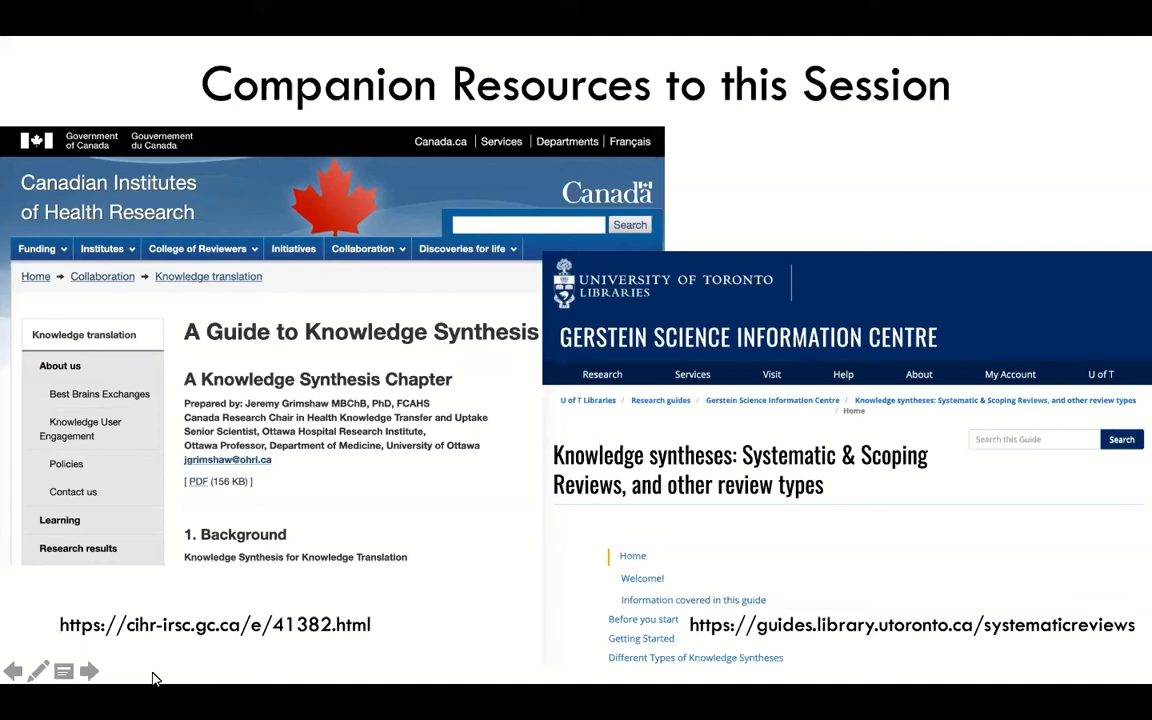 Companion Resources to this Session
Government of Canada
Gouvernement du Canada
Canada.ca | Services | Departments | Français
Canadian Institutes of Health Research
Canada
Search
Funding Institutes College of Reviewers Initiatives Collaboration Discoveries for life
Home → Collaboration → Knowledge translation
Knowledge translation
About us
Best Brains Exchanges
Knowledge User
Engagement
Policies
Contact us
Learning
Research results
A Guide to Knowledge Synthesis
A Knowledge Synthesis Chapter
Prepared by: Jeremy Grimshaw MBChB, PhD, FCAHS
Canada Research Chair in Health Knowledge Transfer and Uptake
Senior Scientist, Ottawa Hospital Research Institute,
Ottawa Professor, Department of Medicine, University of Ottawa
jgrimshaw@ohri.ca
[ PDF (156 KB) ]
1. Background
Knowledge Synthesis for Knowledge Translation
https://cihr-irsc.gc.ca/e/41382.html
UNIVERSITY OF TORONTO
LIBRARIES
GERSTEIN SCIENCE INFORMATION CENTRE
Research Services Visit Help About My Account U of T
U of T Libraries / Research guides / Gerstein Science Information Centre / Knowledge syntheses: Systematic & Scoping Reviews, and other review types
/ Home
Search this Guide Search
Knowledge syntheses: Systematic & Scoping
Reviews, and other review types
Home
Welcome!
Information covered in this guide
Before you start
Getting Started
Different Types of Knowledge Syntheses
https://guides.library.utoronto.ca/systematicreviews